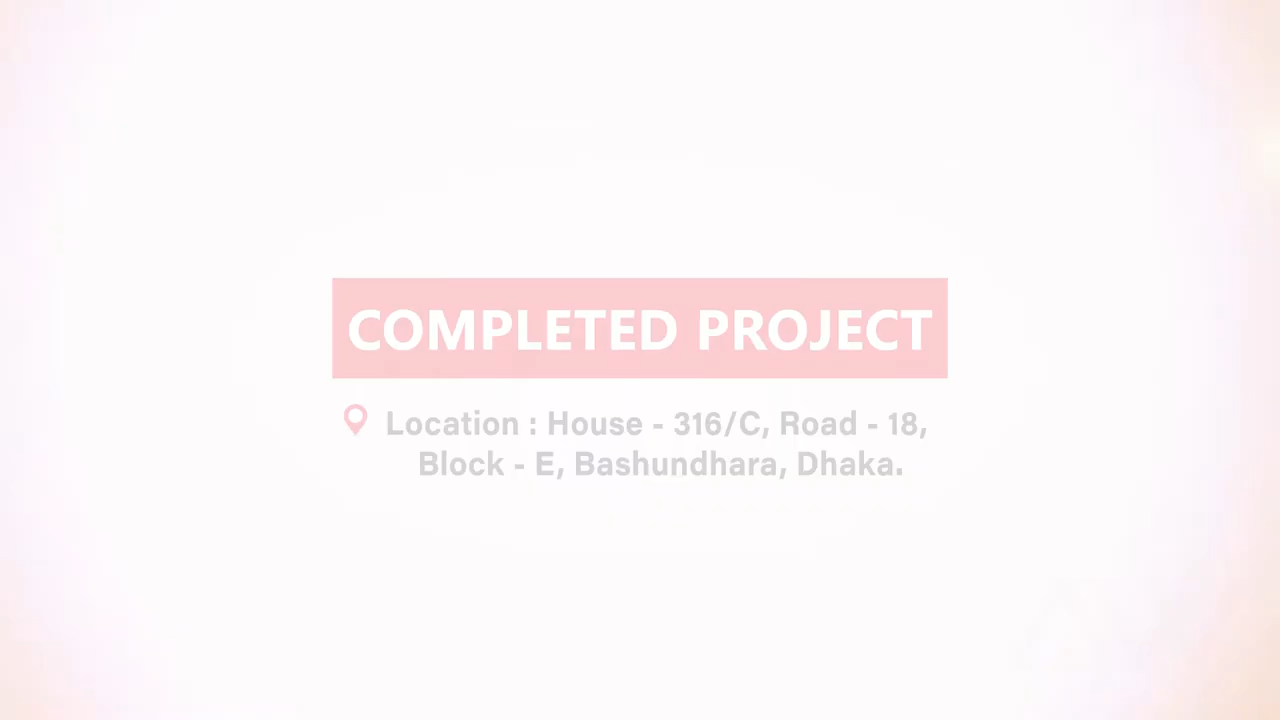 COMPLETED PROJECT
Location : House - 316/C, Road - 18,
Block - E, Bashundhara, Dhaka.